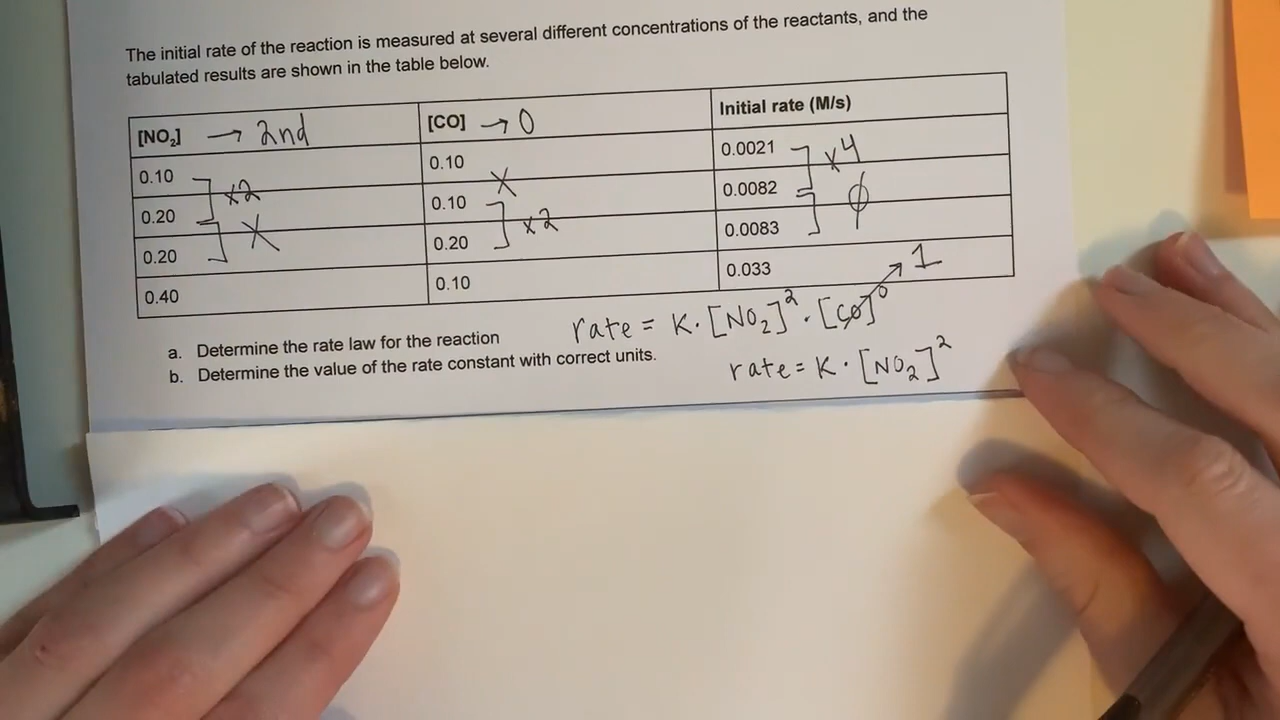 The initial rate of the reaction is measured at several different concentrations of the reactants, and the
tabulated results are shown in the table below.
[NO₂] → 2nd [CO] → 0 Initial rate (M/s)
0.10 0.10 0.0021
x2 X x4
0.20 0.10 0.0082
X x2 ϕ
0.20 0.20 0.0083
0.40 0.10 0.033
1
a. Determine the rate law for the reaction rate = K · [NO₂]² · [CO]⁰
b. Determine the value of the rate constant with correct units. rate = K · [NO₂]²